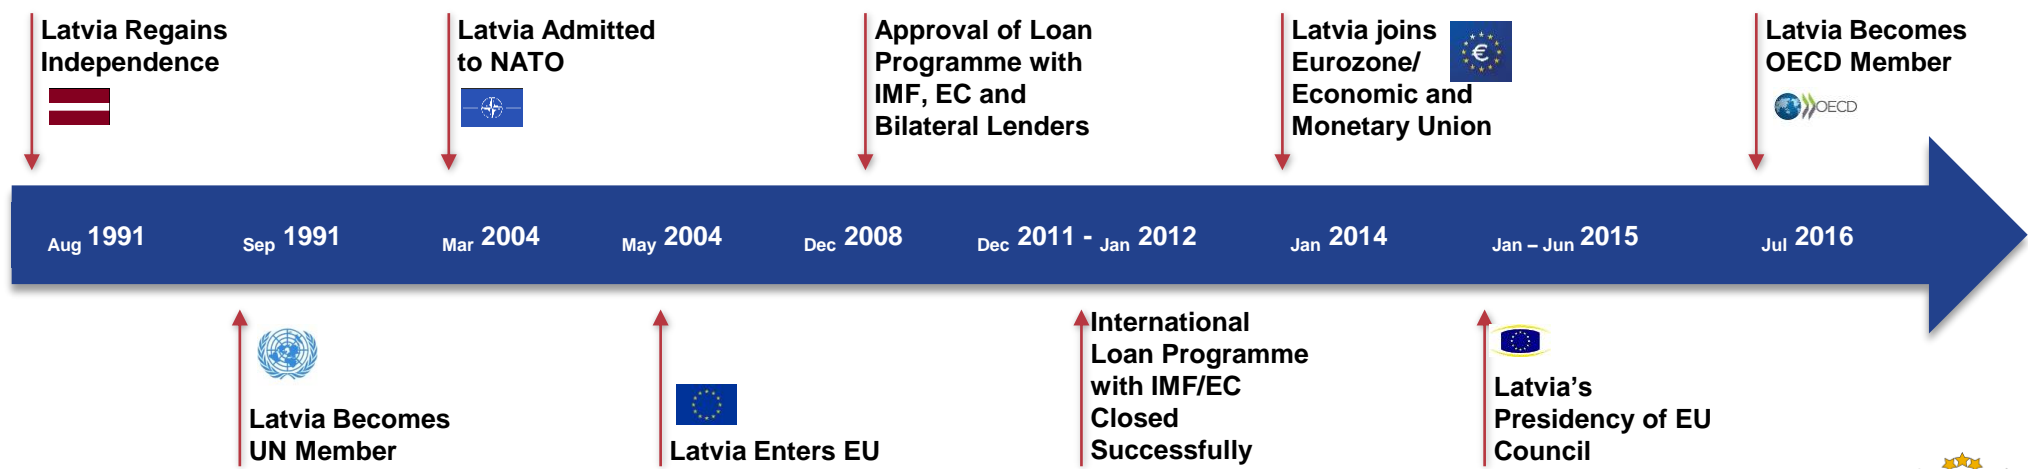 Latvia Regains
Independence
Latvia Admitted
to NATO
Approval of Loan
Programme with
IMF, EC and
Bilateral Lenders
Latvia joins
Eurozone/
Economic and
Monetary Union
Latvia Becomes
OECD Member
OECD
Aug 1991
Sep 1991
Mar 2004
May 2004
Dec 2008
Dec 2011 - Jan 2012
Jan 2014
Jan – Jun 2015
Jul 2016
Latvia Becomes
UN Member
Latvia Enters EU
International
Loan Programme
with IMF/EC
Closed
Successfully
Latvia’s
Presidency of EU
Council